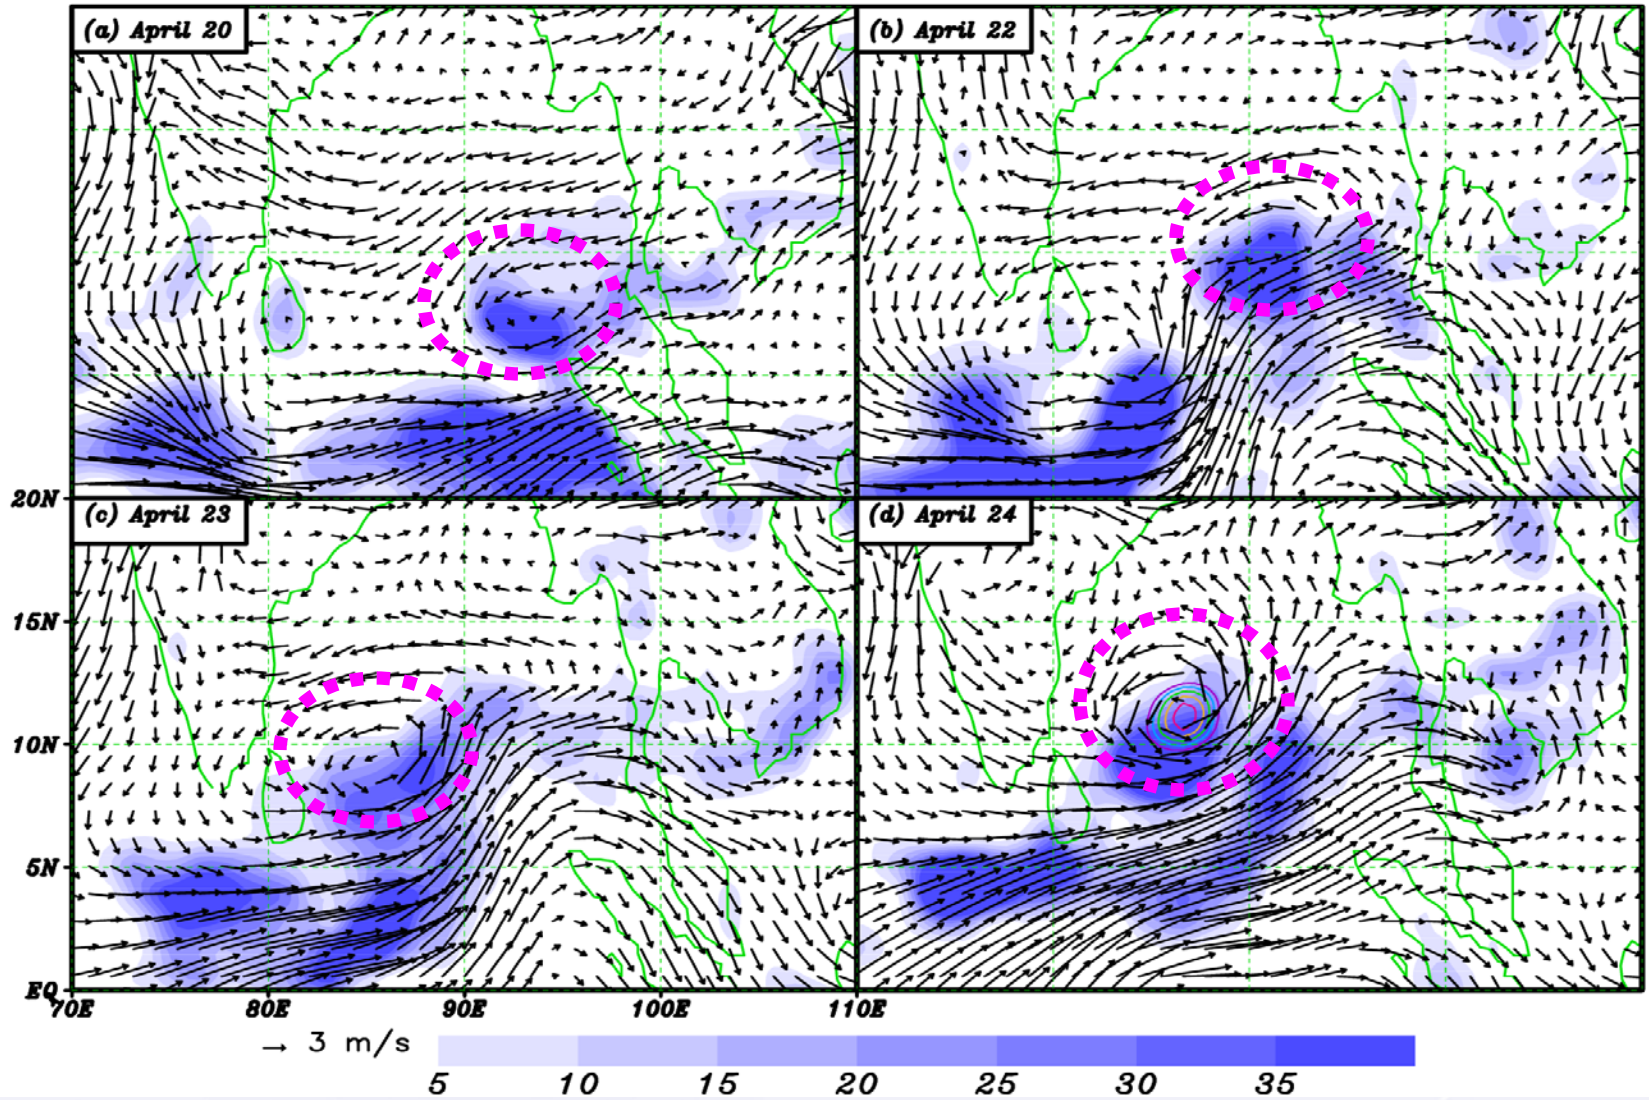 (a) April 20
(b) April 22
20N
(c) April 23
(d) April 24
15N
10N
5N
EQ
70E 80E 90E 100E 110E
→ 3 m/s
5 10 15 20 25 30 35